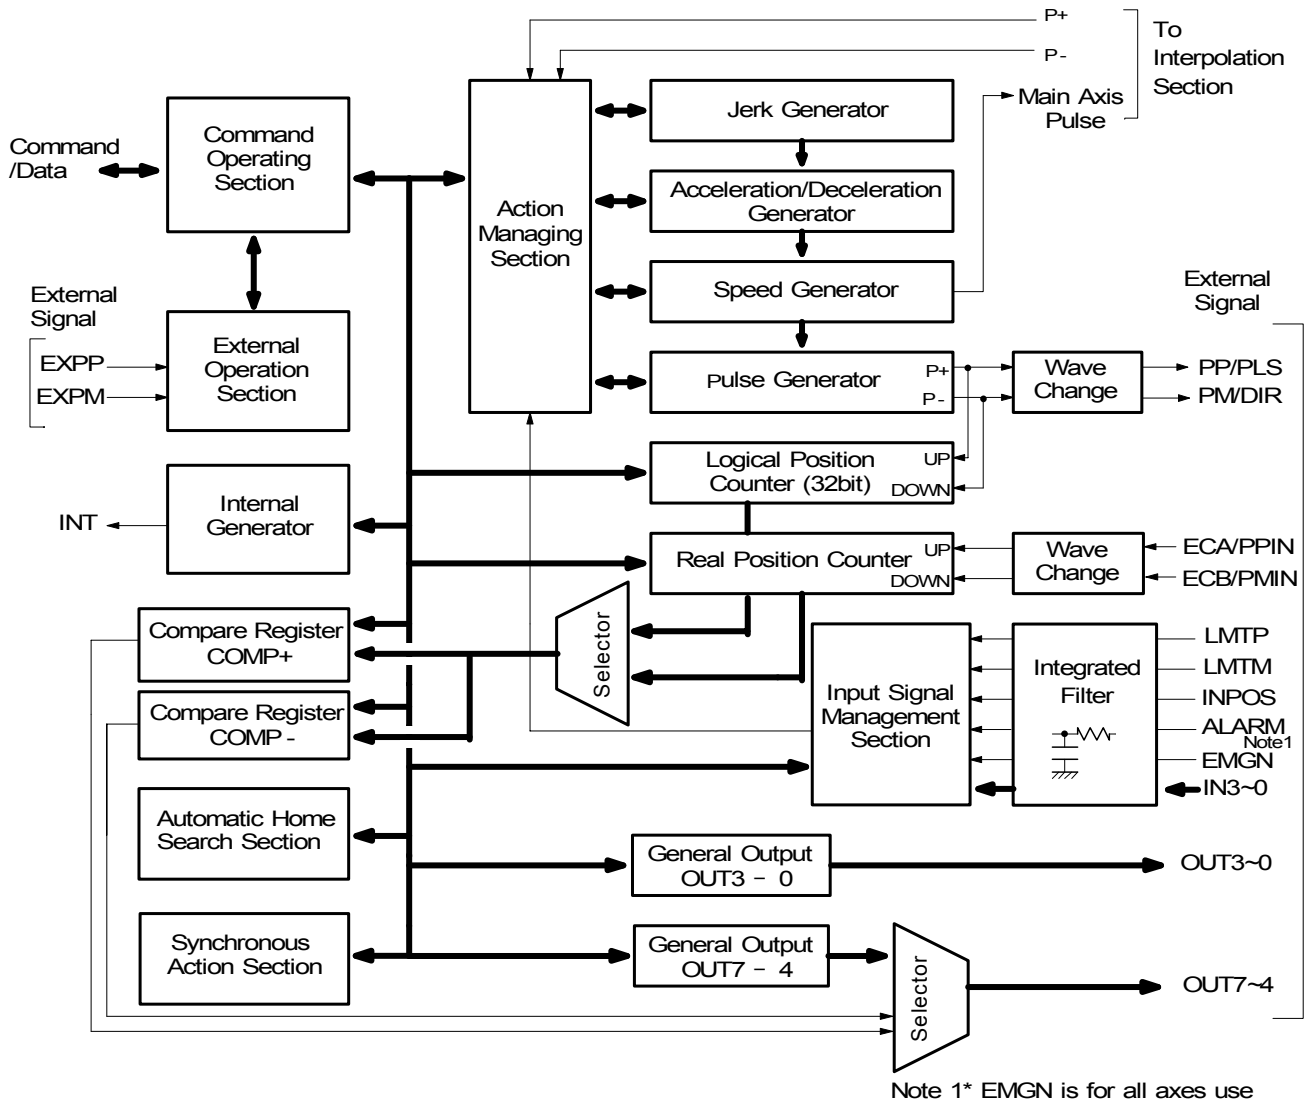 P+
To
Interpolation
Section
P-
Main Axis
Pulse
Jerk Generator
Command
/Data
Command
Operating
Section
Action
Managing
Section
Acceleration/Deceleration
Generator
Speed Generator
External
Signal
External
Signal
EXPP
EXPM
External
Operation
Section
Pulse Generator
P+
P-
Wave
Change
PP/PLS
PM/DIR
Logical Position
Counter (32bit)
UP
DOWN
INT
Internal
Generator
Real Position Counter
UP
DOWN
Wave
Change
ECA/PPIN
ECB/PMIN
Compare Register
COMP+
Selector
Input Signal
Management
Section
Integrated
Filter
LMTP
LMTM
INPOS
ALARM
Note1
EMGN
IN3~0
Compare Register
COMP-
Automatic Home
Search Section
General Output
OUT3 - 0
OUT3~0
Synchronous
Action Section
General Output
OUT7 - 4
Selector
OUT7~4
Note 1* EMGN is for all axes use